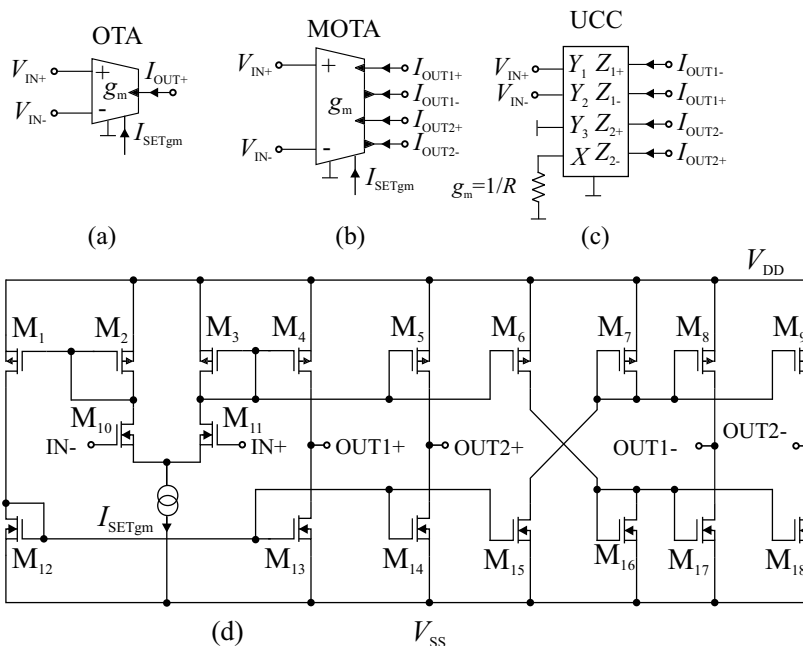 OTA
V_IN+
V_IN-
+
-
g_m
I_OUT+
I_SETgm
(a)
MOTA
V_IN+
V_IN-
+
-
g_m
I_OUT1+
I_OUT1-
I_OUT2+
I_OUT2-
I_SETgm
(b)
UCC
V_IN+
V_IN-
Y_1 Z_1+
Y_2 Z_1-
Y_3 Z_2+
X Z_2-
I_OUT1-
I_OUT1+
I_OUT2-
I_OUT2+
g_m=1/R
(c)
V_DD
M_1 M_2 M_3 M_4 M_5 M_6 M_7 M_8 M_9
M_10 M_11
IN- IN+ OUT1+ OUT2+ OUT1- OUT2-
I_SETgm
M_12 M_13 M_14 M_15 M_16 M_17 M_18
(d)
V_SS